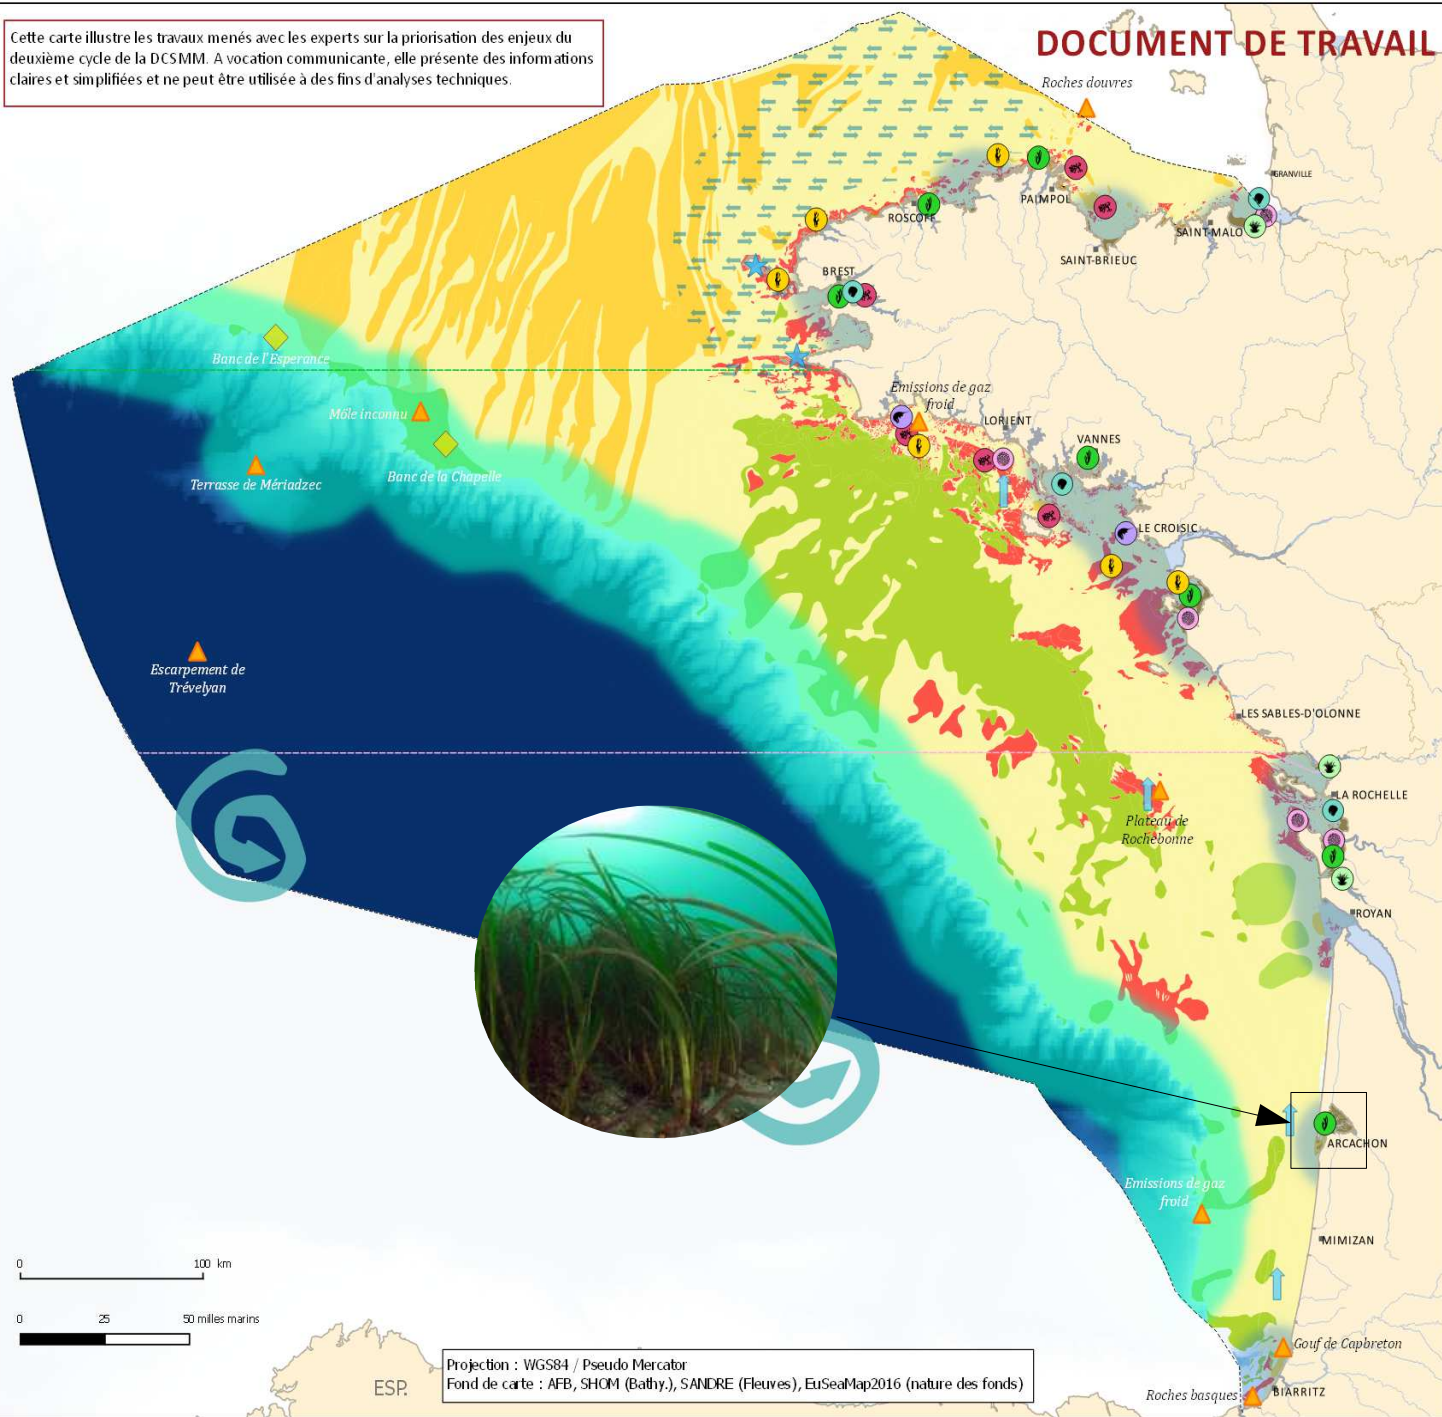 Cette carte illustre les travaux menés avec les experts sur la priorisation des enjeux du
deuxième cycle de la DCSMM. A vocation communicante, elle présente des informations
claires et simplifiées et ne peut être utilisée à des fins d'analyses techniques.
DOCUMENT DE TRAVAIL
Roches douvres
GRANVILLE
PAIMPOL
ROSCOFF
SAINT-MALO
SAINT-BRIEUC
BREST
Banc de l'Esperance
Emissions de gaz
froid
Môle inconnu
LORIENT
VANNES
Banc de la Chapelle
Terrasse de Mériadzec
LE CROISIC
Escarpement de
Trévelyan
LES SABLES-D'OLONNE
LA ROCHELLE
Plateau de
Rochebonne
ROYAN
ARCACHON
Emissions de gaz
froid
MIMIZAN
0 100 km
0 25 50 milles marins
Gouf de Capbreton
Projection : WGS84 / Pseudo Mercator
Fond de carte : AFB, SHOM (Bathy.), SANDRE (Fleuves), EuSeaMap2016 (nature des fonds)
ESP.
Roches basques
BIARRITZ